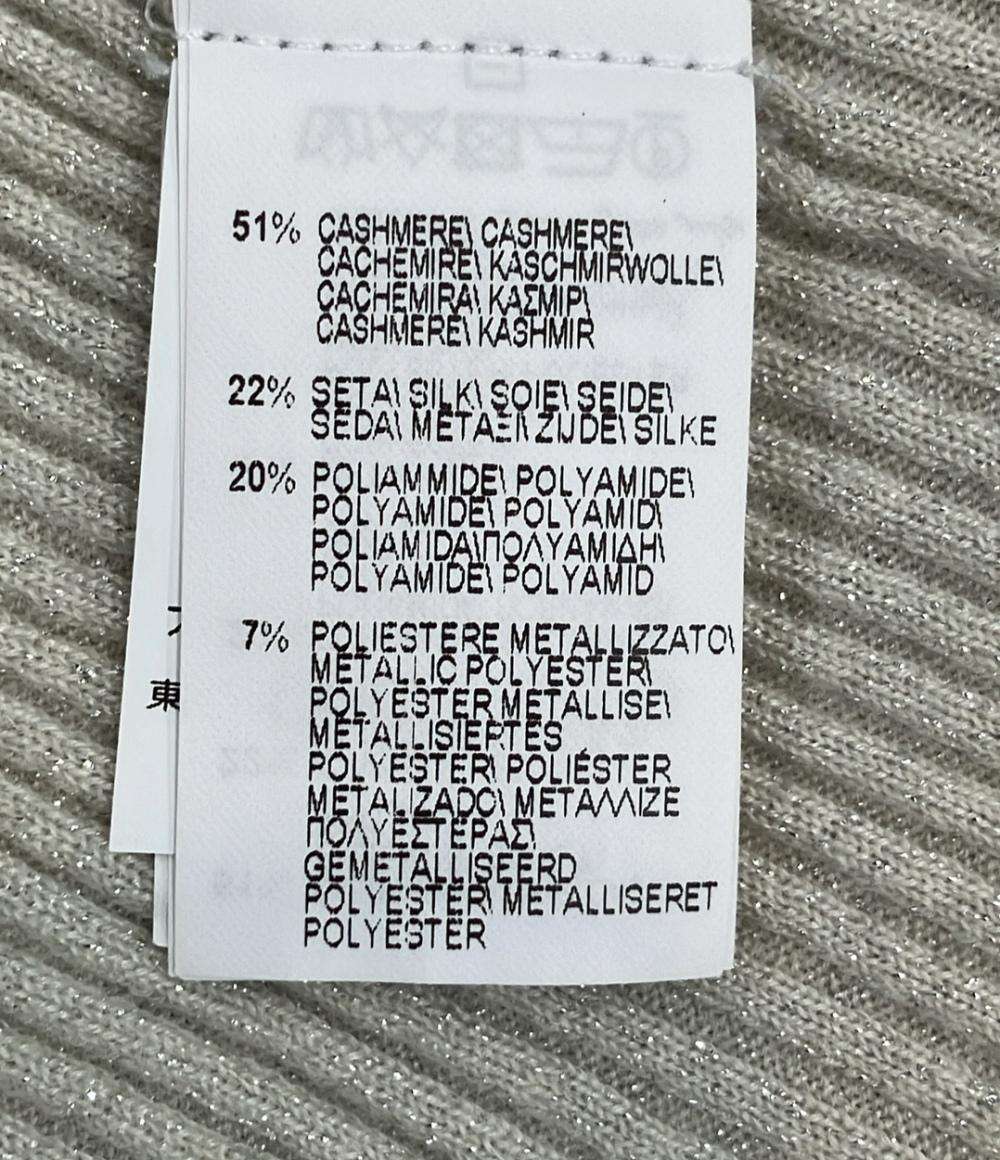 51% CASHMERE\ CASHMERE\
CACHEMIRE\ KASCHMIRWOLLE\
CACHEMIRA\ ΚΑΣΜΙΡ\
CASHMERE\ KASHMIR
22% SETA\ SILK\ SOIE\ SEIDE\
SEDA\ ΜΕΤΑΞΙ\ ZIJDE\ SILKE
20% POLIAMMIDE\ POLYAMIDE\
POLYAMIDE\ POLYAMID\
POLIAMIDA\ΠΟΛΥΑΜΙΔΗ\
POLYAMIDE\ POLYAMID
7% POLIESTERE METALLIZZATO\
METALLIC POLYESTER\
POLYESTER METALLISE\
METALLISIERTES
POLYESTER\ POLIÉSTER
METALIZADO\ ΜΕΤΑΛΛΙΖΕ
ΠΟΛΥΕΣΤΕΡΑΣ\
GEMETALLISEERD
POLYESTER\ METALLISERET
POLYESTER
東